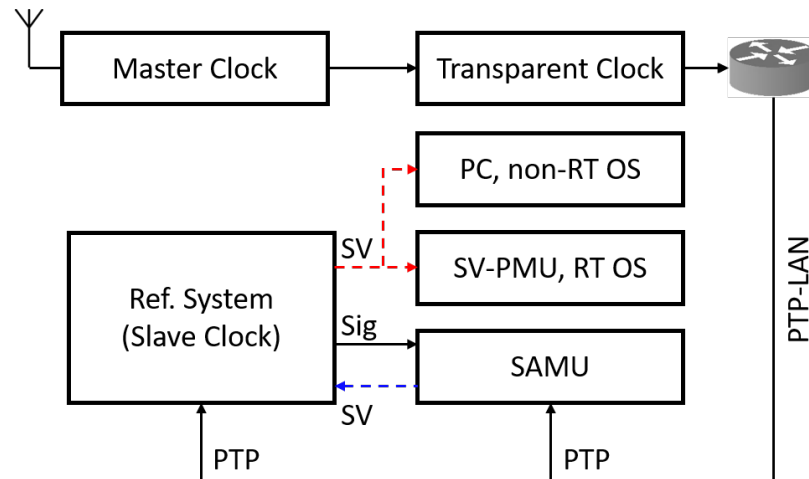 Master Clock
Transparent Clock
PC, non-RT OS
SV
SV-PMU, RT OS
Ref. System
(Slave Clock)
Sig
SAMU
SV
PTP
PTP
PTP-LAN